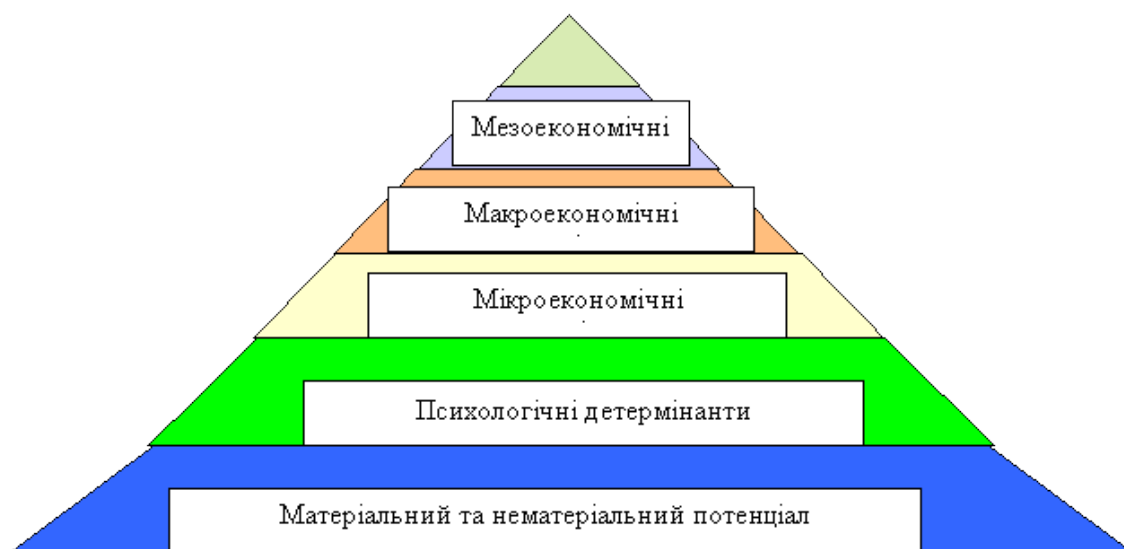 Мезоекономічні
Макроекономічні
Мікроекономічні
Психологічні детермінанти
Матеріальний та нематеріальний потенціал